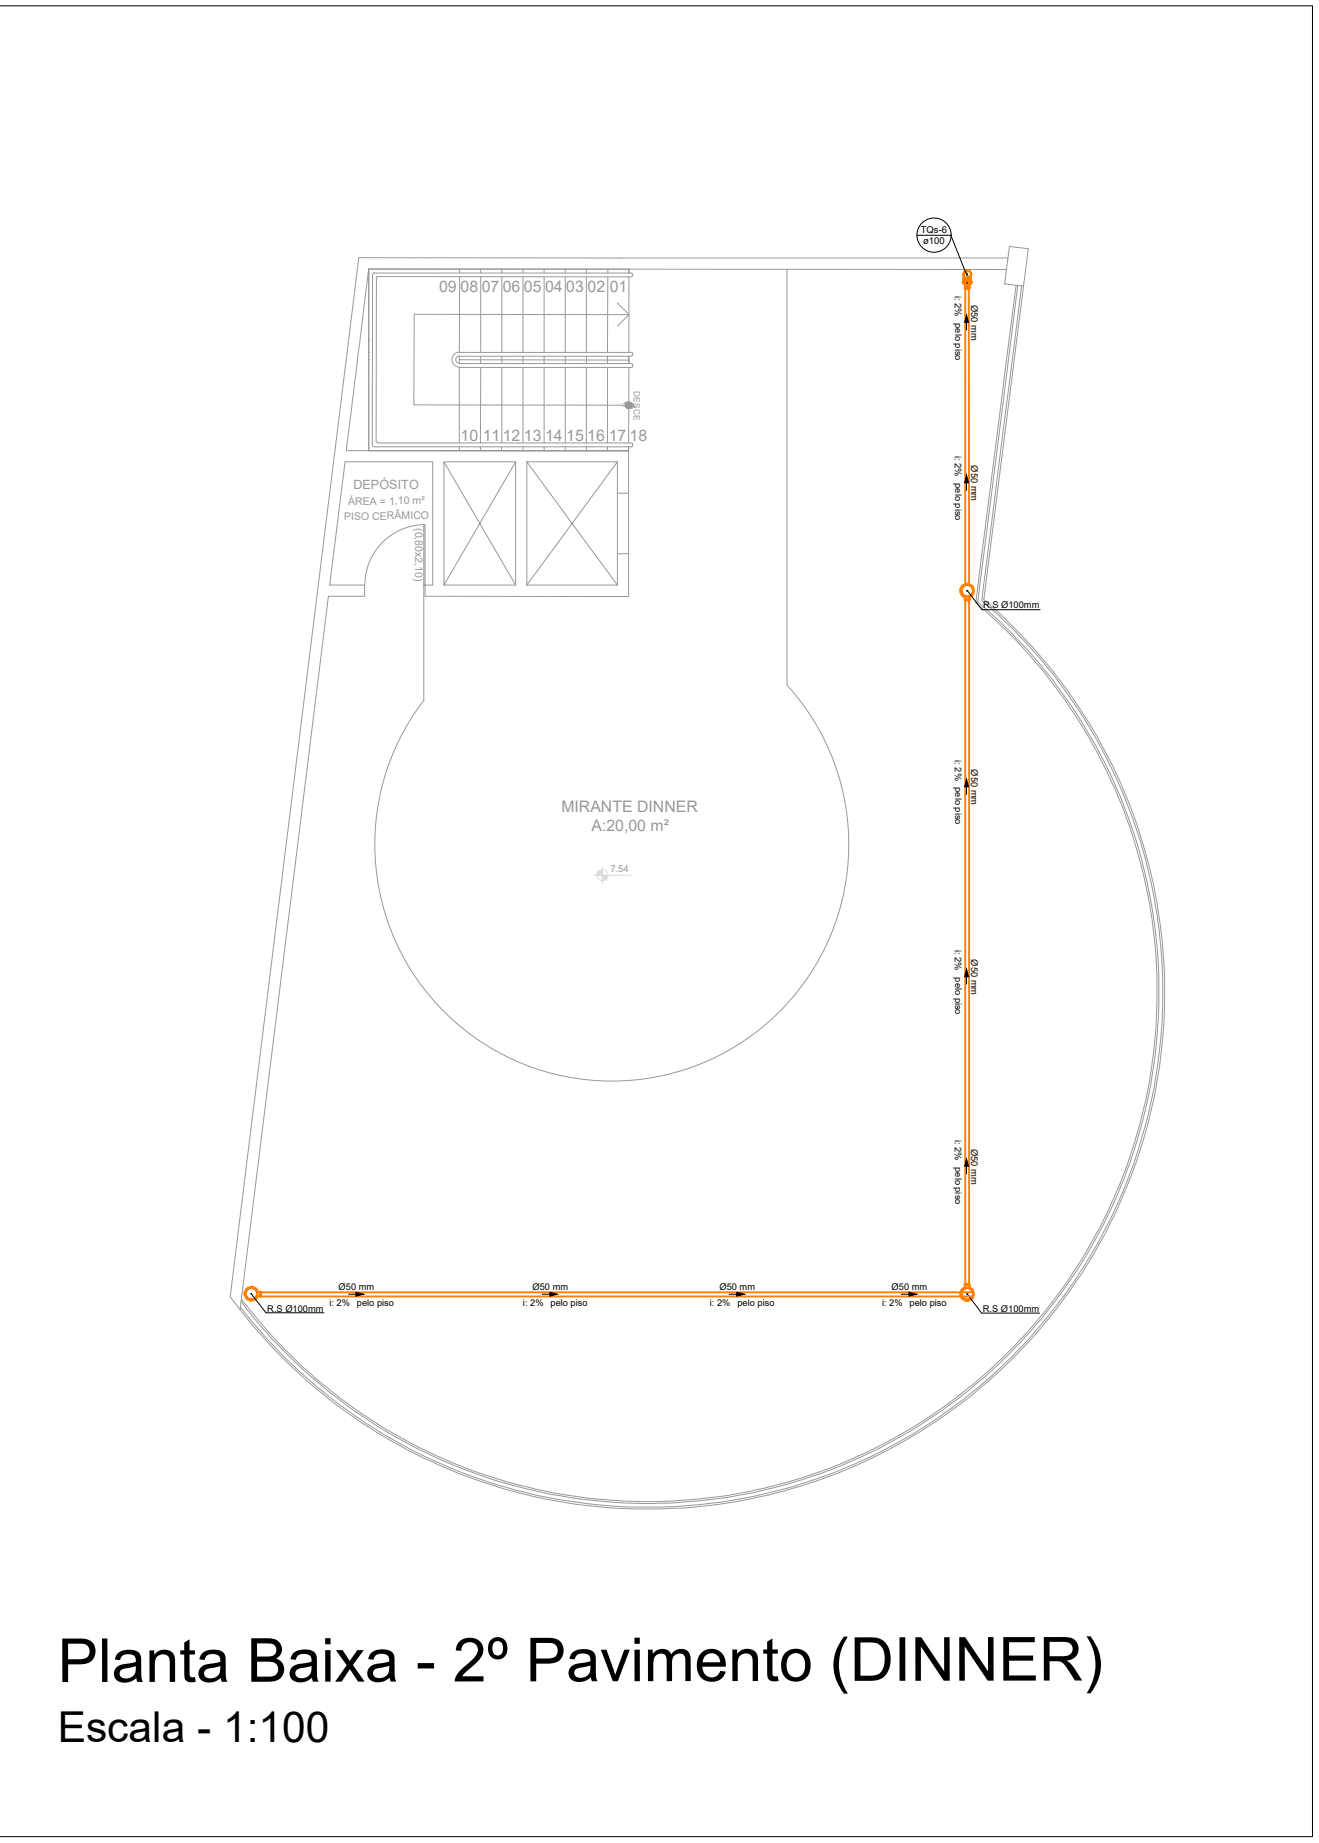 TQs-6
ø100
09 08 07 06 05 04 03 02 01
DESCE
10 11 12 13 14 15 16 17 18
DEPÓSITO
ÁREA = 1,10 m²
PISO CERÂMICO
(0,80x2,10)
Ø50 mm
i: 2% pelo piso
Ø50 mm
i: 2% pelo piso
R.S Ø100mm
MIRANTE DINNER
A:20,00 m²
7.54
Ø50 mm
i: 2% pelo piso
Ø50 mm
i: 2% pelo piso
Ø50 mm
i: 2% pelo piso
Ø50 mm
i: 2% pelo piso
Ø50 mm
i: 2% pelo piso
Ø50 mm
i: 2% pelo piso
Ø50 mm
i: 2% pelo piso
R.S Ø100mm
R.S Ø100mm
Planta Baixa - 2º Pavimento (DINNER)
Escala - 1:100